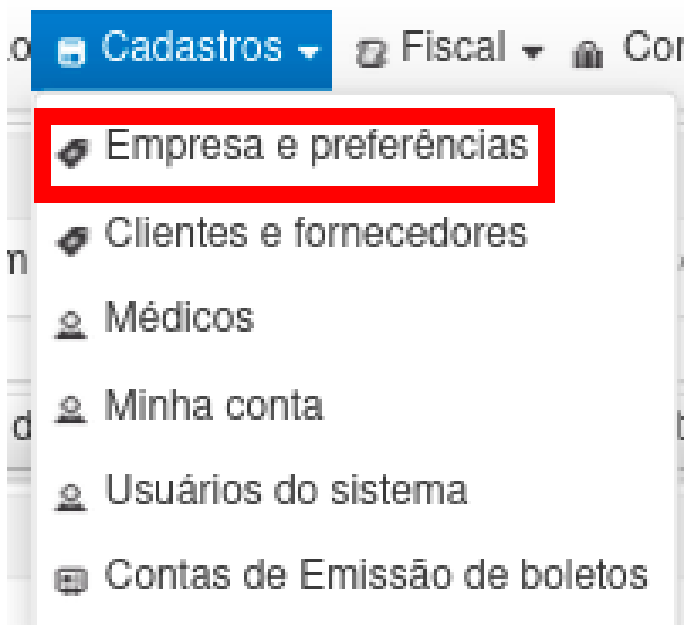 Cadastros Fiscal
Empresa e preferências
Clientes e fornecedores
Médicos
Minha conta
Usuários do sistema
Contas de Emissão de boletos